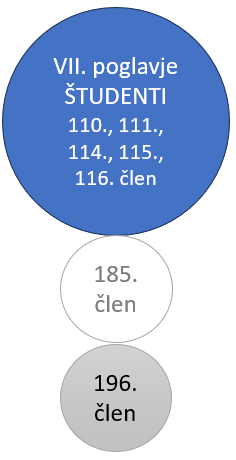 VII. poglavje
ŠTUDENTI
110., 111.,
114., 115.,
116. člen
185.
člen
196.
člen